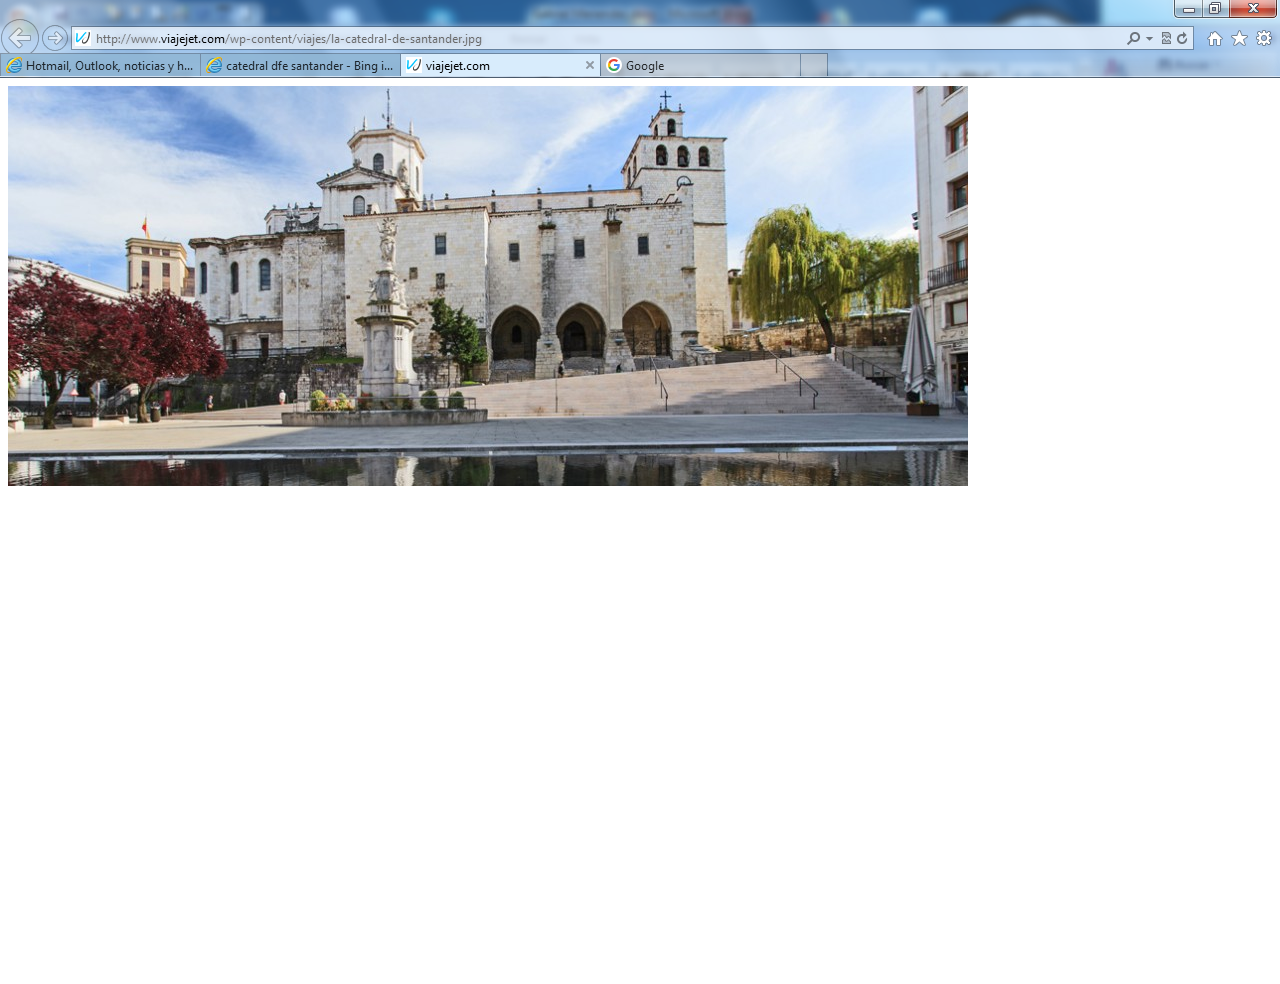 http://www.viajejet.com/wp-content/viajes/la-catedral-de-santander.jpg
Hotmail, Outlook, noticias y h...
catedral dfe santander - Bing i...
viajejet.com
Google